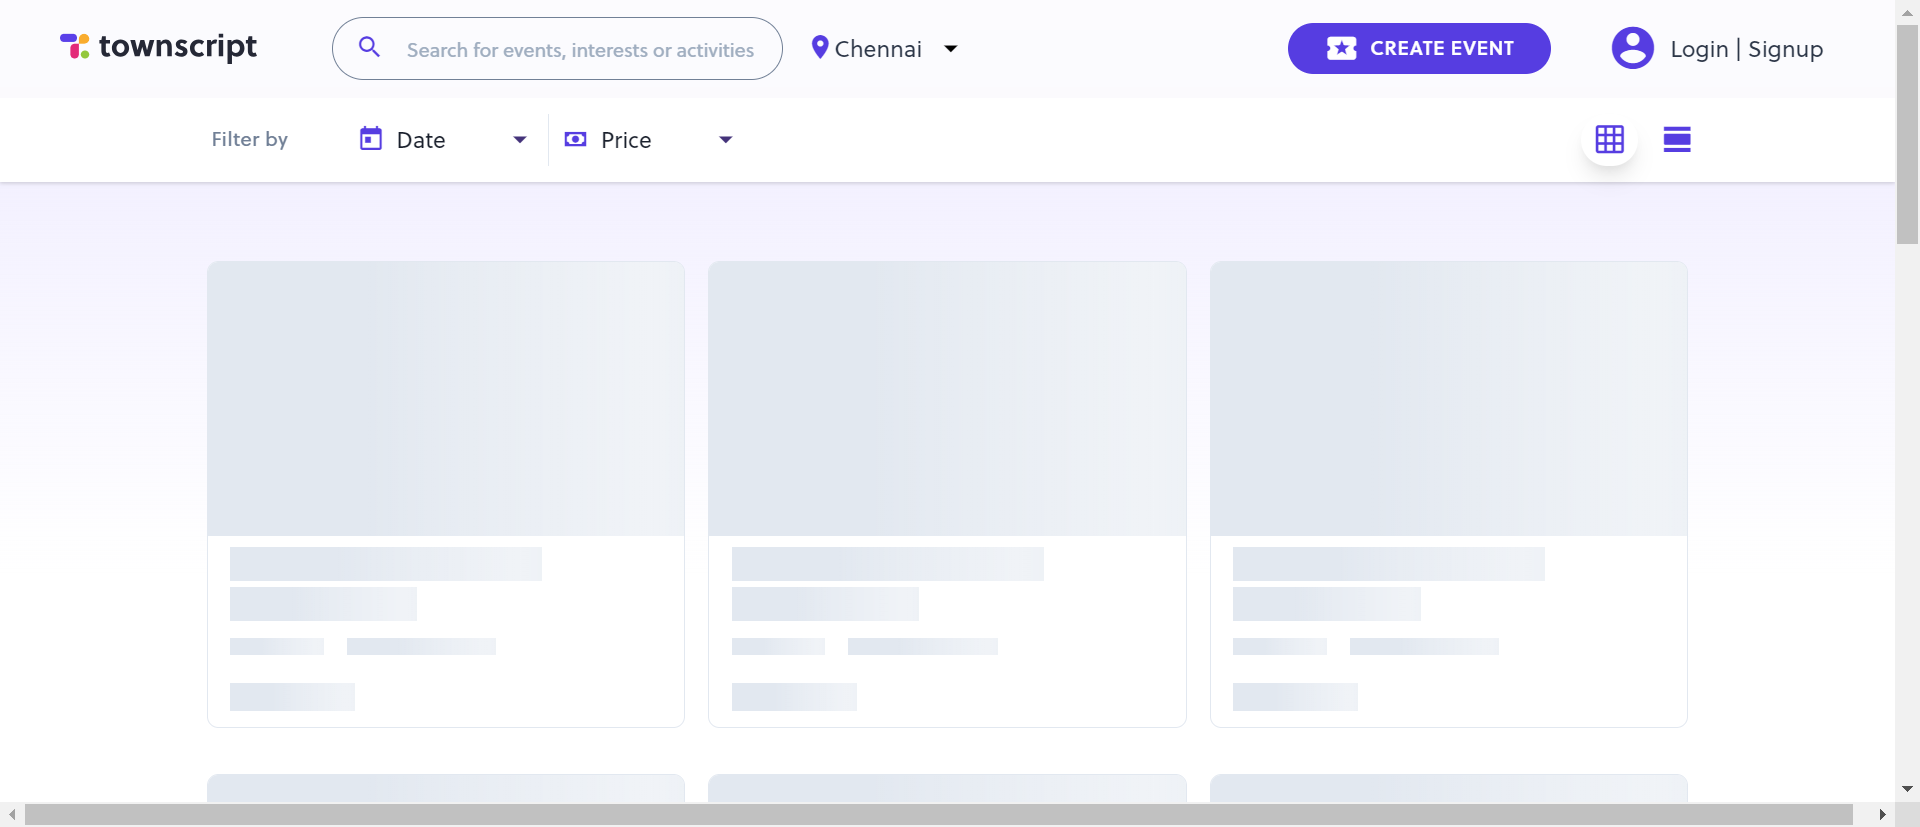 townscript
Search for events, interests or activities
Chennai
CREATE EVENT
Login | Signup
Filter by
Date
Price